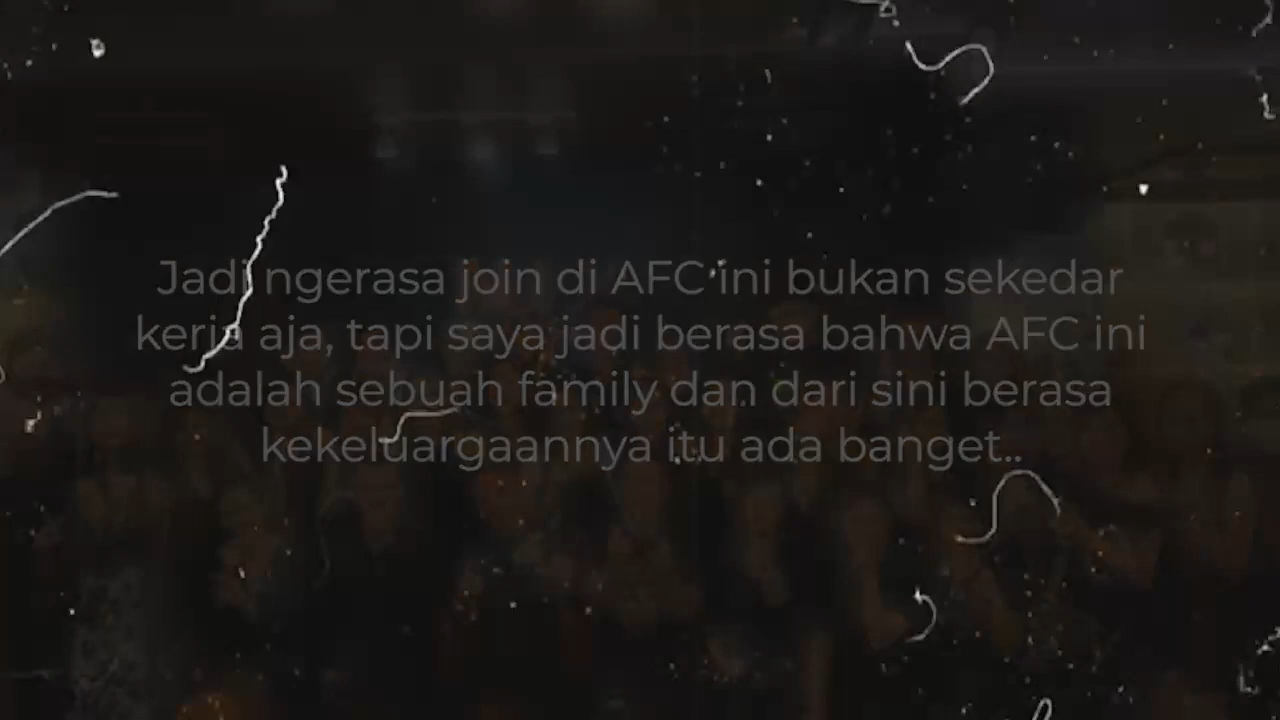 Jadi ngerasa join di AFC ini bukan sekedar
kerja aja, tapi saya jadi berasa bahwa AFC ini
adalah sebuah family dan dari sini berasa
kekeluargaannya itu ada banget..